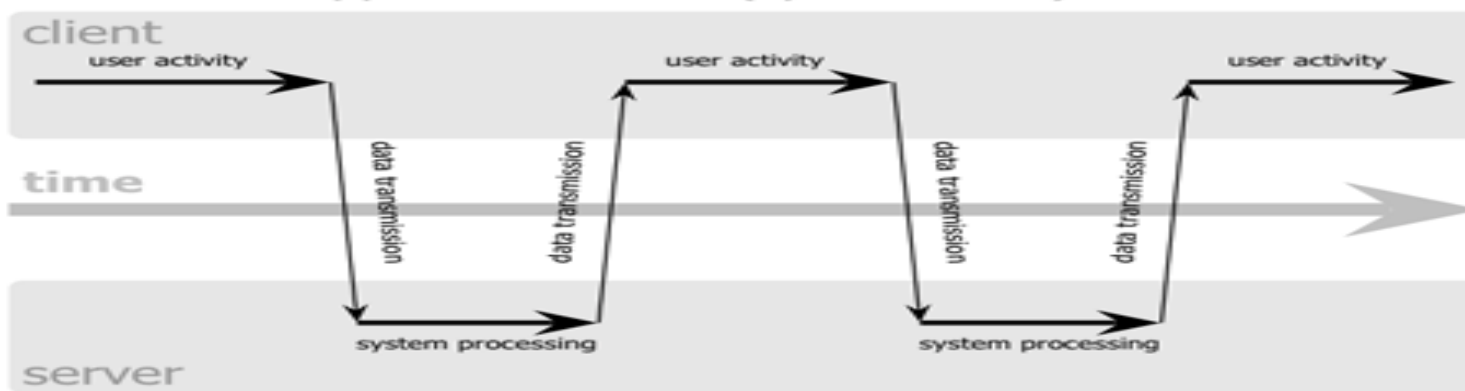 client
user activity
user activity
user activity
data transmission
data transmission
data transmission
data transmission
time
system processing
system processing
server